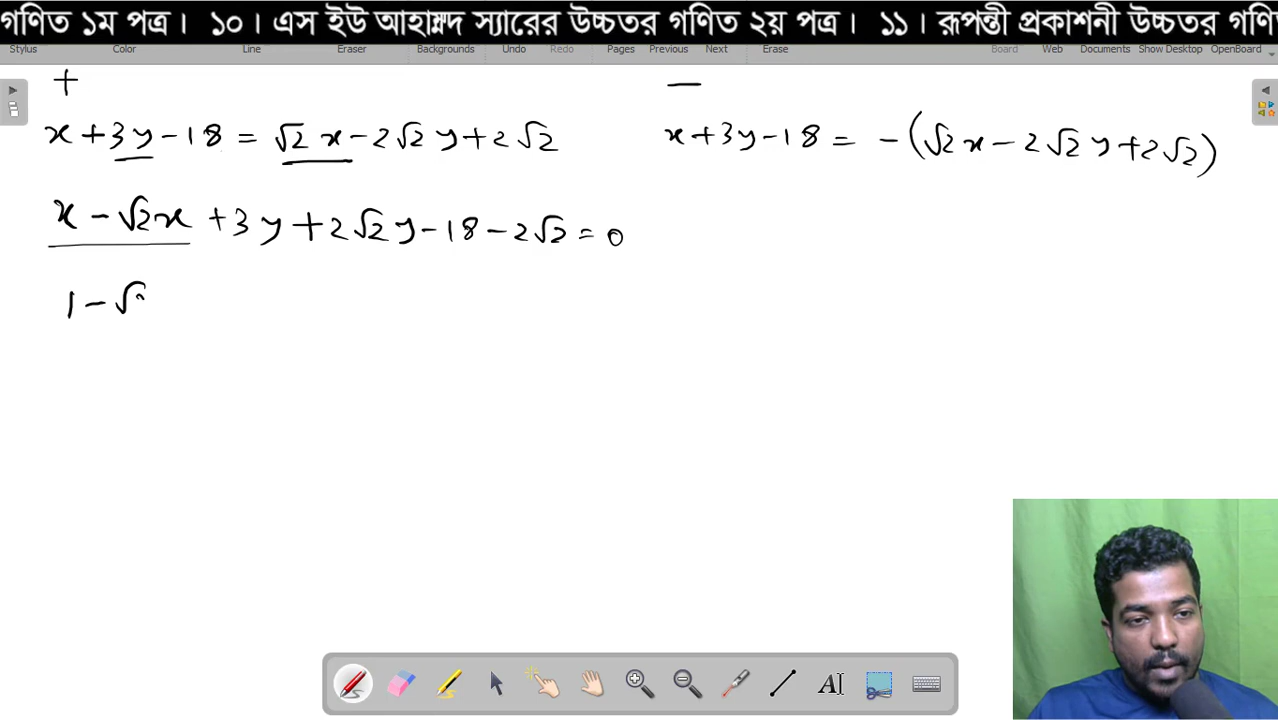 গণিত ১ম পত্র। ১০। এস ইউ আহাম্মদ স্যারের উচ্চতর গণিত ২য় পত্র। ১১। রূপন্তী প্রকাশনী উচ্চতর গণি
Stylus Color Line Eraser Backgrounds Undo Redo Pages Previous Next Erase Board Web Documents Show Desktop OpenBoard
+
x + 3y - 18 = √2 x - 2√2 y + 2√2
x - √2x + 3y + 2√2 y - 18 - 2√2 = 0
1 - √2
—
x + 3y - 18 = - (√2x - 2√2 y + 2√2)